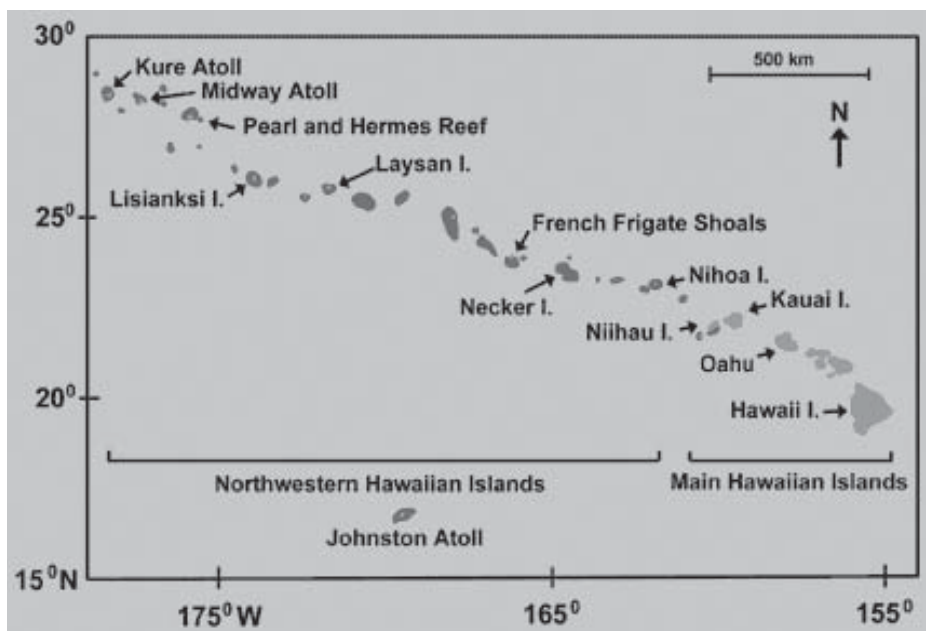 30⁰
500 km
Kure Atoll
Midway Atoll
N
Pearl and Hermes Reef
Laysan I.
Lisianksi I.
25⁰
French Frigate Shoals
Nihoa I.
Necker I.
Kauai I.
Niihau I.
Oahu
20⁰
Hawaii I.
Northwestern Hawaiian Islands
Main Hawaiian Islands
Johnston Atoll
15⁰N
175⁰ W
165⁰
155⁰